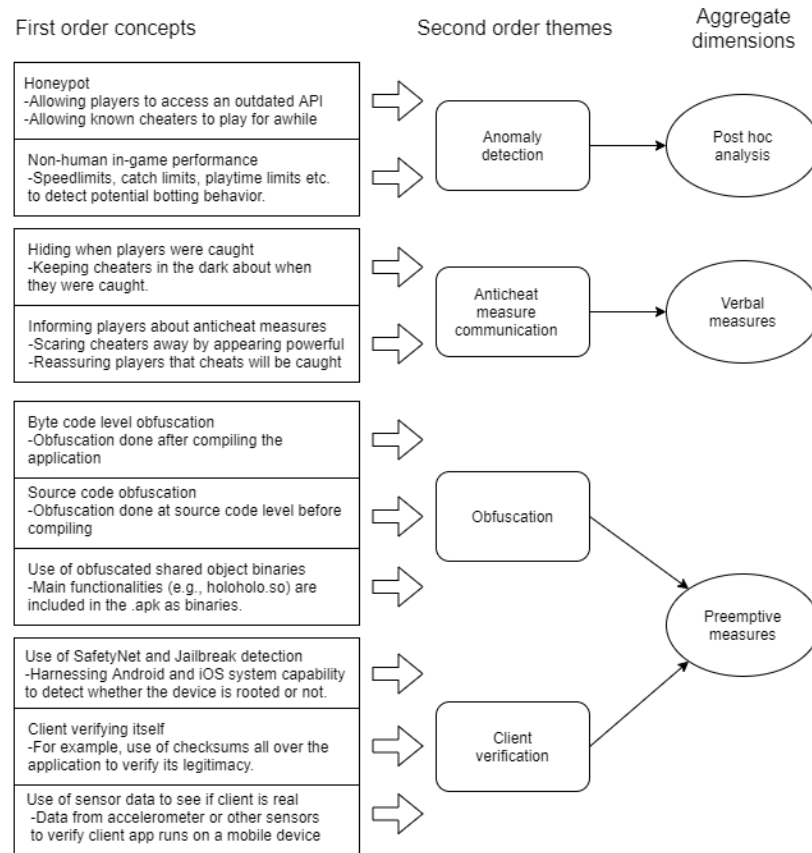 First order concepts
Second order themes
Aggregate
dimensions
Honeypot
-Allowing players to access an outdated API
-Allowing known cheaters to play for awhile
Non-human in-game performance
-Speedlimits, catch limits, playtime limits etc.
to detect potential botting behavior.
Anomaly
detection
Post hoc
analysis
Hiding when players were caught
-Keeping cheaters in the dark about when
they were caught.
Informing players about anticheat measures
-Scaring cheaters away by appearing powerful
-Reassuring players that cheats will be caught
Anticheat
measure
communication
Verbal
measures
Byte code level obfuscation
-Obfuscation done after compiling the
application
Source code obfuscation
-Obfuscation done at source code level before
compiling
Use of obfuscated shared object binaries
-Main functionalities (e.g., holoholo.so) are
included in the .apk as binaries.
Obfuscation
Preemptive
measures
Use of SafetyNet and Jailbreak detection
-Harnessing Android and iOS system capability
to detect whether the device is rooted or not.
Client verifying itself
-For example, use of checksums all over the
application to verify its legitimacy.
Use of sensor data to see if client is real
-Data from accelerometer or other sensors
to verify client app runs on a mobile device
Client
verification